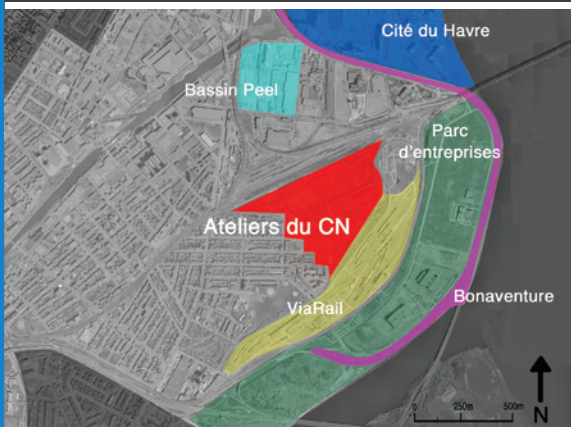 Cité du Havre
Bassin Peel
Parc
d'entreprises
Ateliers du CN
ViaRail
Bonaventure
0 250m 500m
N